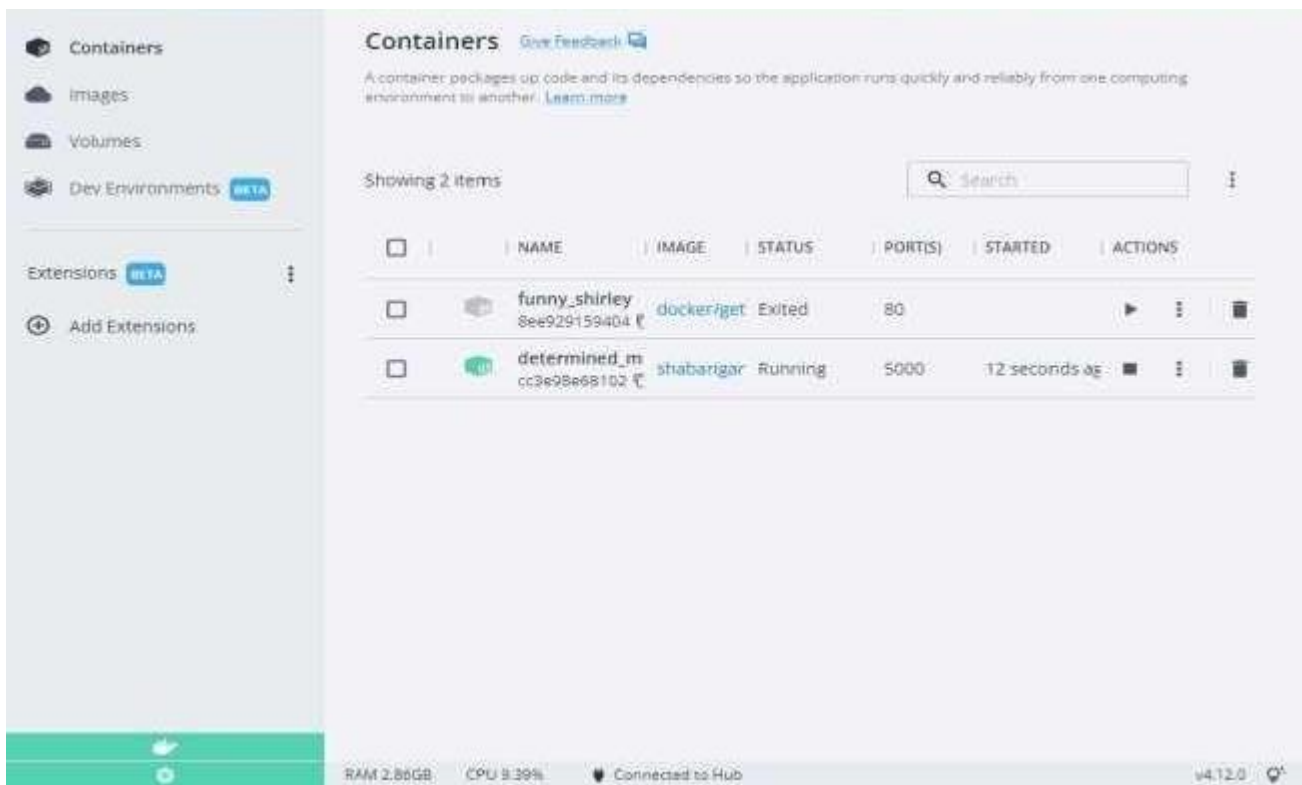 Containers
Images
Volumes
Dev Environments BETA
Extensions BETA
Add Extensions
Containers Give Feedback
A container packages up code and its dependencies so the application runs quickly and reliably from one computing
environment to another. Learn more
Showing 2 items
Search
NAME IMAGE STATUS PORT(S) STARTED ACTIONS
funny_shirley docker/get Exited 80
8ee929159404
determined_m shabarigar Running 5000 12 seconds ag
cc3e98e68102
RAM 2.86GB CPU 9.39% Connected to Hub v4.12.0